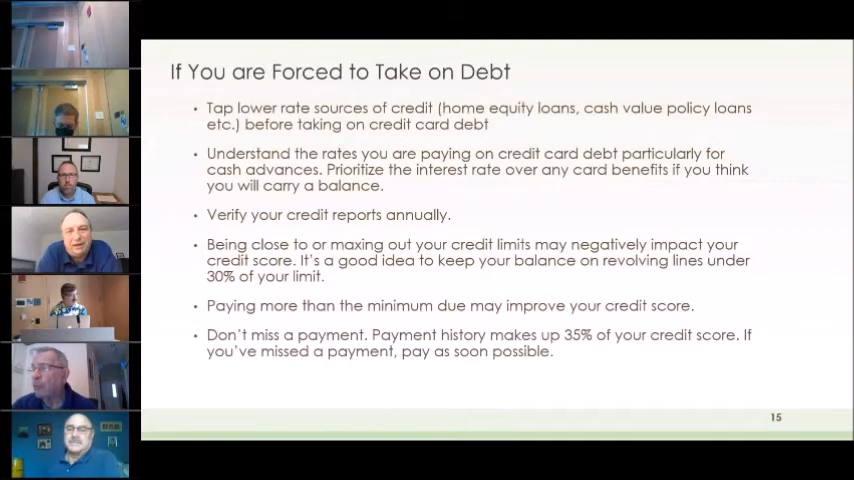 If You are Forced to Take on Debt
• Tap lower rate sources of credit (home equity loans, cash value policy loans
etc.) before taking on credit card debt
• Understand the rates you are paying on credit card debt particularly for
cash advances. Prioritize the interest rate over any card benefits if you think
you will carry a balance.
• Verify your credit reports annually.
• Being close to or maxing out your credit limits may negatively impact your
credit score. It's a good idea to keep your balance on revolving lines under
30% of your limit.
• Paying more than the minimum due may improve your credit score.
• Don't miss a payment. Payment history makes up 35% of your credit score. If
you've missed a payment, pay as soon possible.
15